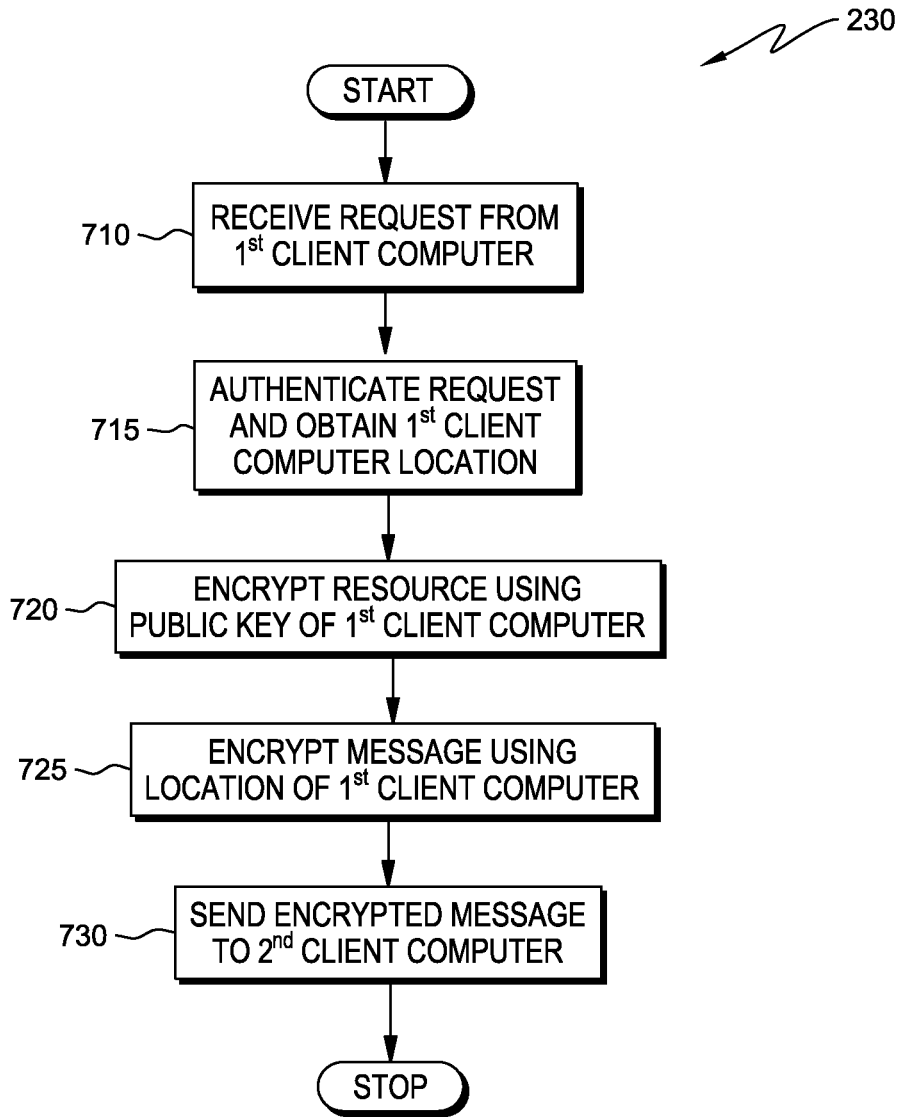 230
START
710
RECEIVE REQUEST FROM
1st CLIENT COMPUTER
715
AUTHENTICATE REQUEST
AND OBTAIN 1st CLIENT
COMPUTER LOCATION
720
ENCRYPT RESOURCE USING
PUBLIC KEY OF 1st CLIENT COMPUTER
725
ENCRYPT MESSAGE USING
LOCATION OF 1st CLIENT COMPUTER
730
SEND ENCRYPTED MESSAGE
TO 2nd CLIENT COMPUTER
STOP